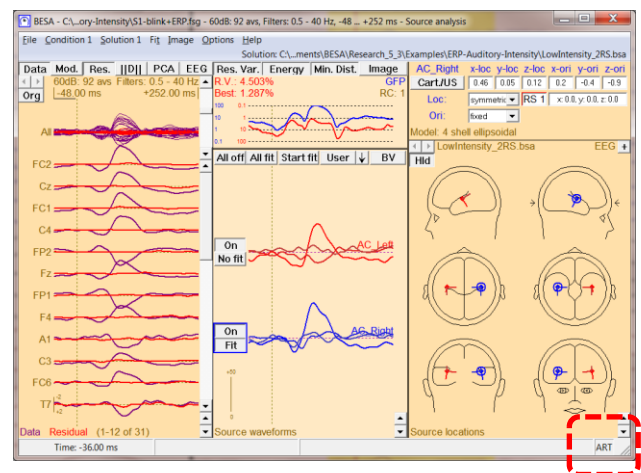 BESA - C:\...ory-Intensity\S1-blink+ERP.fsg - 60dB: 92 avs, Filters: 0.5 - 40 Hz, -48 ... +252 ms - Source analysis
File Condition 1 Solution 1 Fit Image Options Help
Solution: C:\...ments\BESA\Research_5_3\Examples\ERP-Auditory-Intensity\LowIntensity_2RS.bsa
Data Mod. Res. ||D|| PCA EEG Res. Var. Energy Min. Dist. Image AC_Right x-loc y-loc z-loc x-ori y-ori z-ori
60dB: 92 avs Filters: 0.5 - 40 Hz R.V.: 4.503% GFP Cart./US 0.46 0.05 0.12 0.2 -0.4 -0.9
Org -48.00 ms +252.00 ms Best: 1.287% RC: 1 Loc: symmetric RS 1 x: 0.0, y: 0.0, z: 0.0
Ori: fixed
Model: 4 shell ellipsoidal
All off All fit Start fit User BV LowIntensity_2RS.bsa EEG +
Hld
All
FC2
Cz
FC1
C4
On AC_Left
No fit
FP2
Fz
FP1
F4
On AC_Right
Fit
A1
C3
FC6
T7
+50
0
-2
+2
Data Residual (1-12 of 31) Source waveforms Source locations
Time: -36.00 ms ART